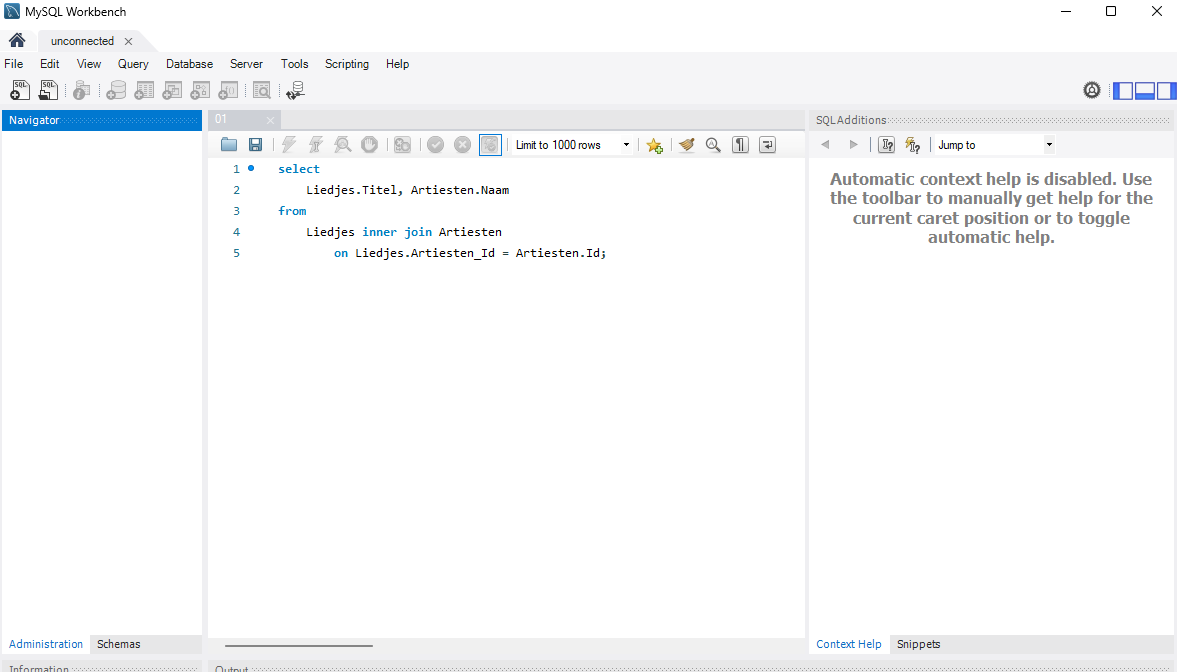 MySQL Workbench
unconnected
File Edit View Query Database Server Tools Scripting Help
Navigator
01
SQLAdditions
Limit to 1000 rows
Jump to
1 select
2 Liedjes.Titel, Artiesten.Naam
3 from
4 Liedjes inner join Artiesten
5 on Liedjes.Artiesten_Id = Artiesten.Id;
Automatic context help is disabled. Use
the toolbar to manually get help for the
current caret position or to toggle
automatic help.
Administration Schemas
Context Help Snippets
Information
Output